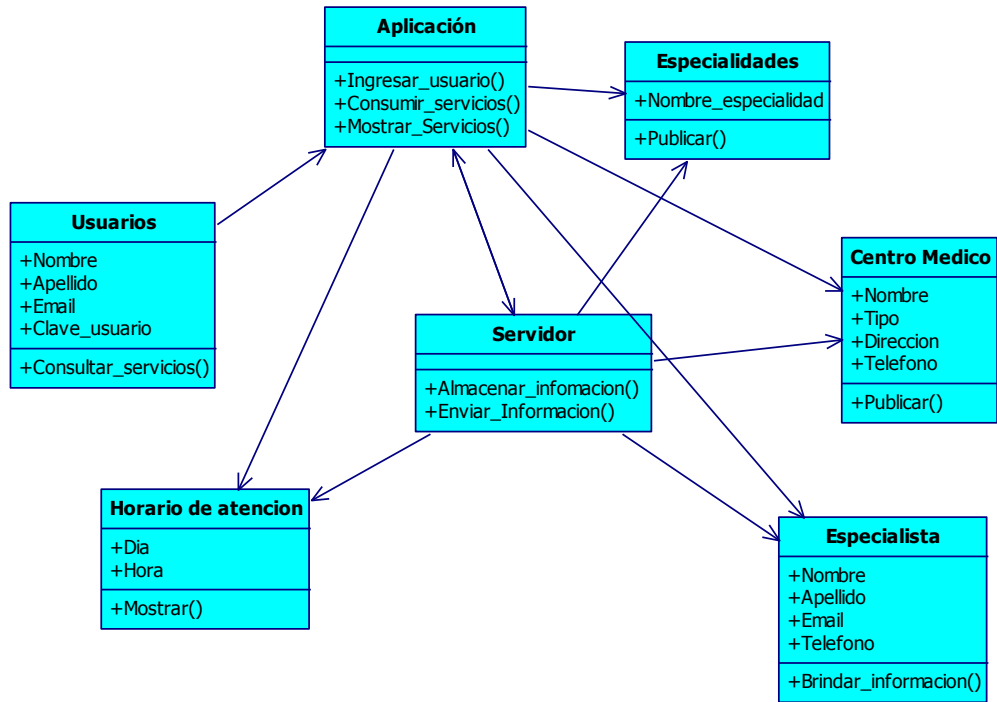 Aplicación
+Ingresar_usuario()
+Consumir_servicios()
+Mostrar_Servicios()
Especialidades
+Nombre_especialidad
+Publicar()
Usuarios
+Nombre
+Apellido
+Email
+Clave_usuario
+Consultar_servicios()
Centro Medico
+Nombre
+Tipo
+Direccion
+Telefono
+Publicar()
Servidor
+Almacenar_infomacion()
+Enviar_Informacion()
Horario de atencion
+Dia
+Hora
+Mostrar()
Especialista
+Nombre
+Apellido
+Email
+Telefono
+Brindar_informacion()